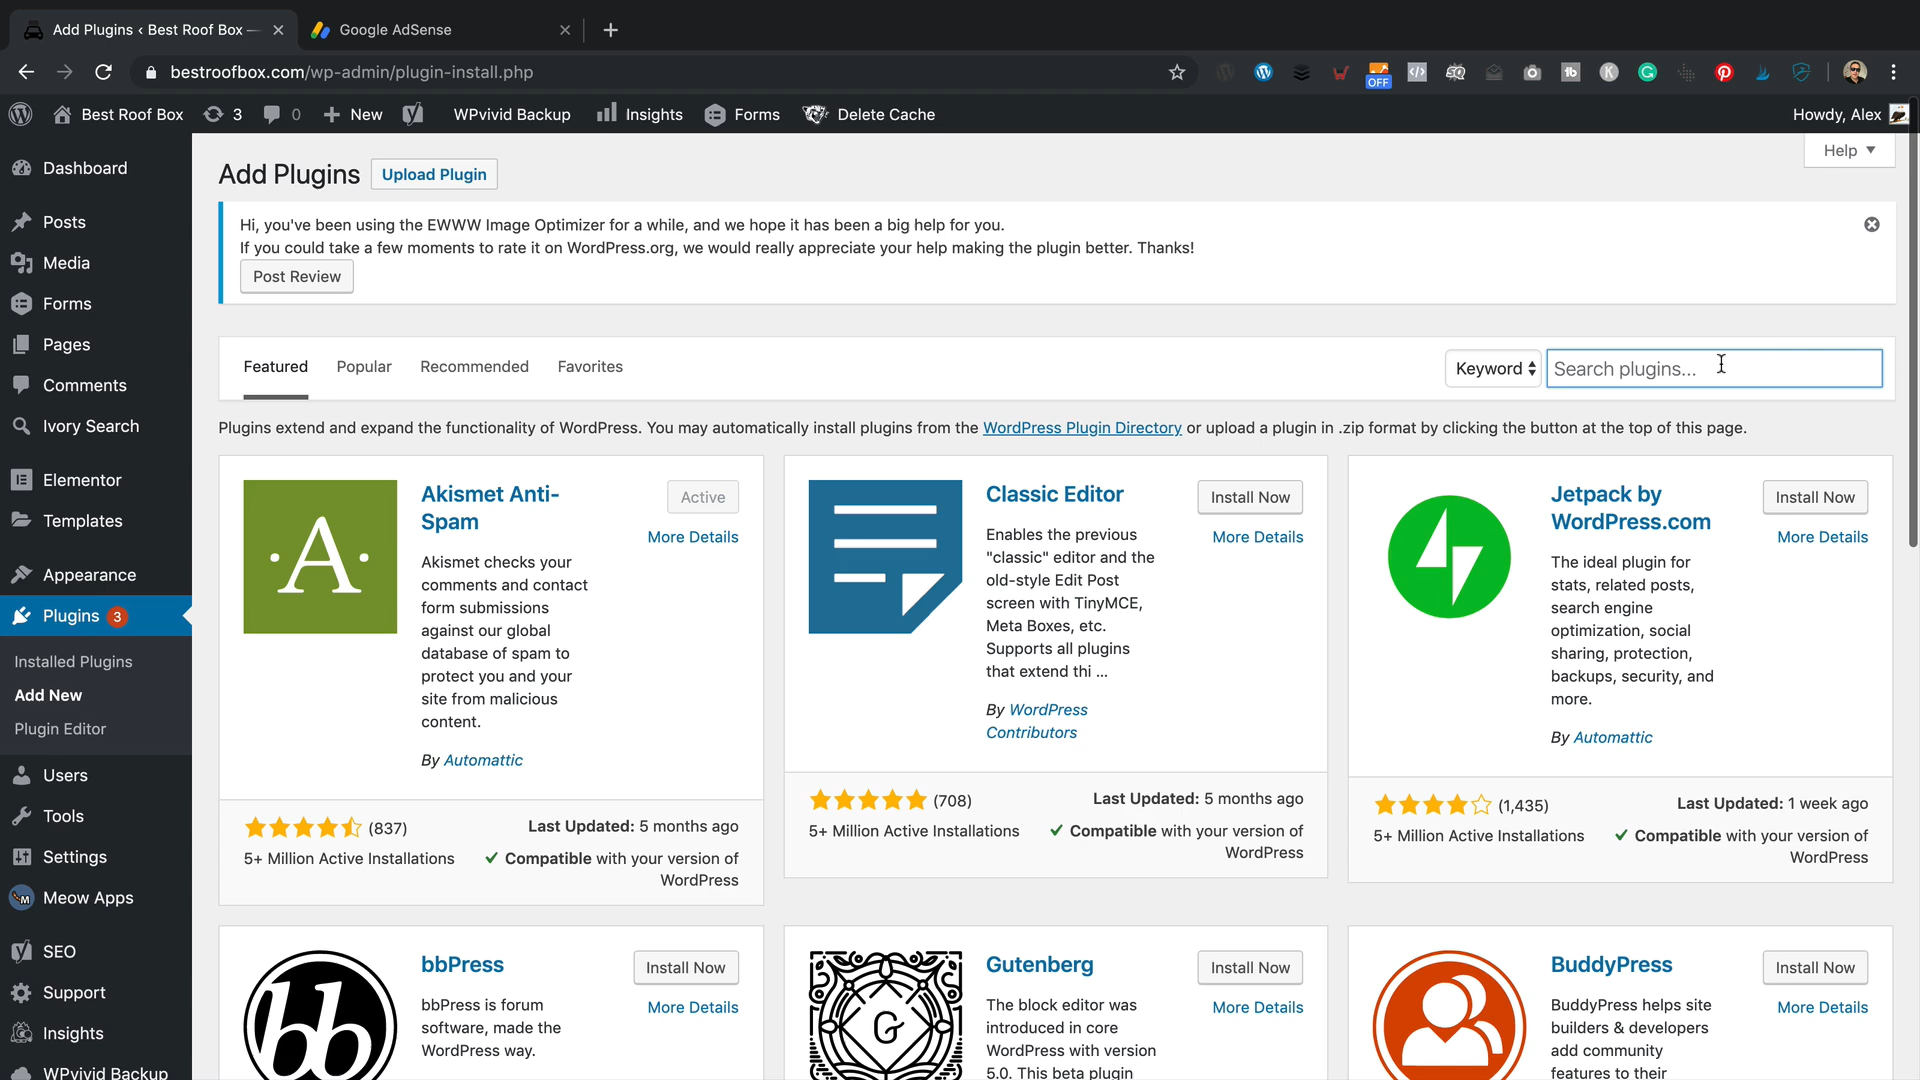 Add Plugins ‹ Best Roof Box —
Google AdSense
bestroofbox.com/wp-admin/plugin-install.php
OFF
Best Roof Box
3
0
New
WPvivid Backup
Insights
Forms
Delete Cache
Howdy, Alex
Help
Dashboard
Posts
Media
Forms
Pages
Comments
Ivory Search
Elementor
Templates
Appearance
Plugins 3
Installed Plugins
Add New
Plugin Editor
Users
Tools
Settings
Meow Apps
SEO
Support
Insights
WPvivid Backup
Add Plugins
Upload Plugin
Hi, you've been using the EWWW Image Optimizer for a while, and we hope it has been a big help for you.
If you could take a few moments to rate it on WordPress.org, we would really appreciate your help making the plugin better. Thanks!
Post Review
Featured
Popular
Recommended
Favorites
Keyword
Search plugins...
Plugins extend and expand the functionality of WordPress. You may automatically install plugins from the WordPress Plugin Directory or upload a plugin in .zip format by clicking the button at the top of this page.
A
Akismet Anti-
Spam
Active
More Details
Akismet checks your
comments and contact
form submissions
against our global
database of spam to
protect you and your
site from malicious
content.
By Automattic
(837)
Last Updated: 5 months ago
5+ Million Active Installations
Compatible with your version of
WordPress
Classic Editor
Install Now
More Details
Enables the previous
"classic" editor and the
old-style Edit Post
screen with TinyMCE,
Meta Boxes, etc.
Supports all plugins
that extend thi ...
By WordPress
Contributors
(708)
Last Updated: 5 months ago
5+ Million Active Installations
Compatible with your version of
WordPress
Jetpack by
WordPress.com
Install Now
More Details
The ideal plugin for
stats, related posts,
search engine
optimization, social
sharing, protection,
backups, security, and
more.
By Automattic
(1,435)
Last Updated: 1 week ago
5+ Million Active Installations
Compatible with your version of
WordPress
bb
bbPress
Install Now
More Details
bbPress is forum
software, made the
WordPress way.
G
Gutenberg
Install Now
More Details
The block editor was
introduced in core
WordPress with version
5.0. This beta plugin
BuddyPress
Install Now
More Details
BuddyPress helps site
builders & developers
add community
features to their